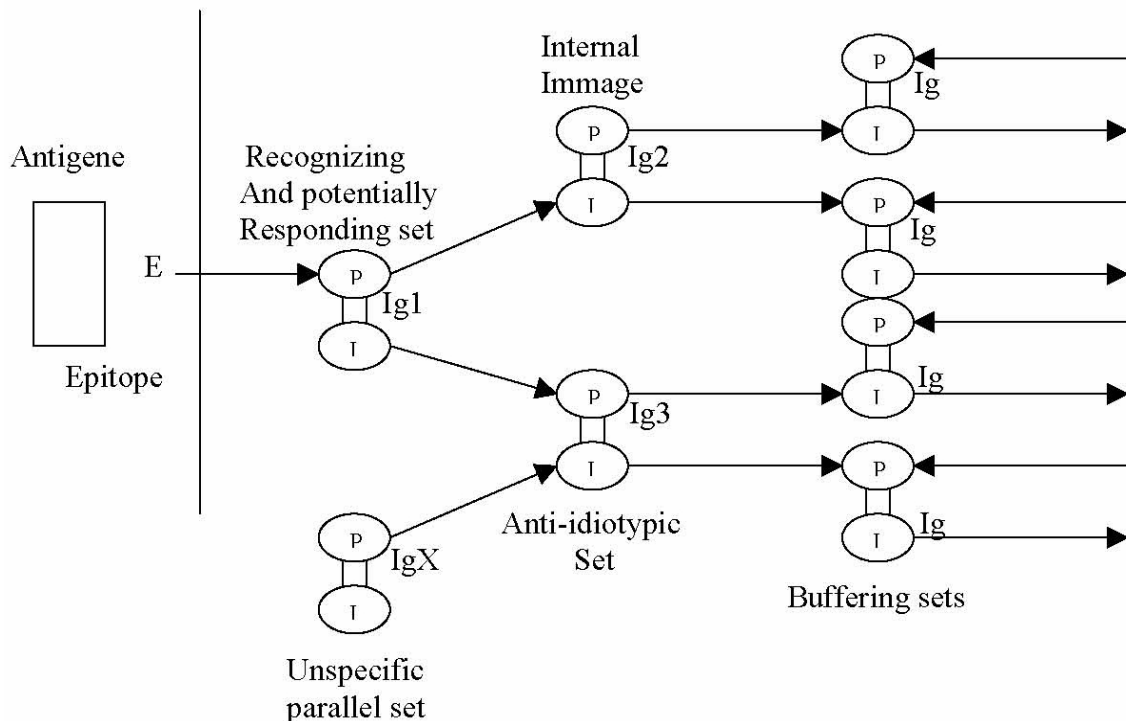 Antigene
E
Epitope
Recognizing
And potentially
Responding set
P
Ig1
I
P
IgX
I
Unspecific
parallel set
Internal
Immage
P
Ig2
I
P
Ig3
I
Anti-idiotypic
Set
P
Ig
I
P
Ig
I
P
I
Ig
P
I
Ig
Buffering sets